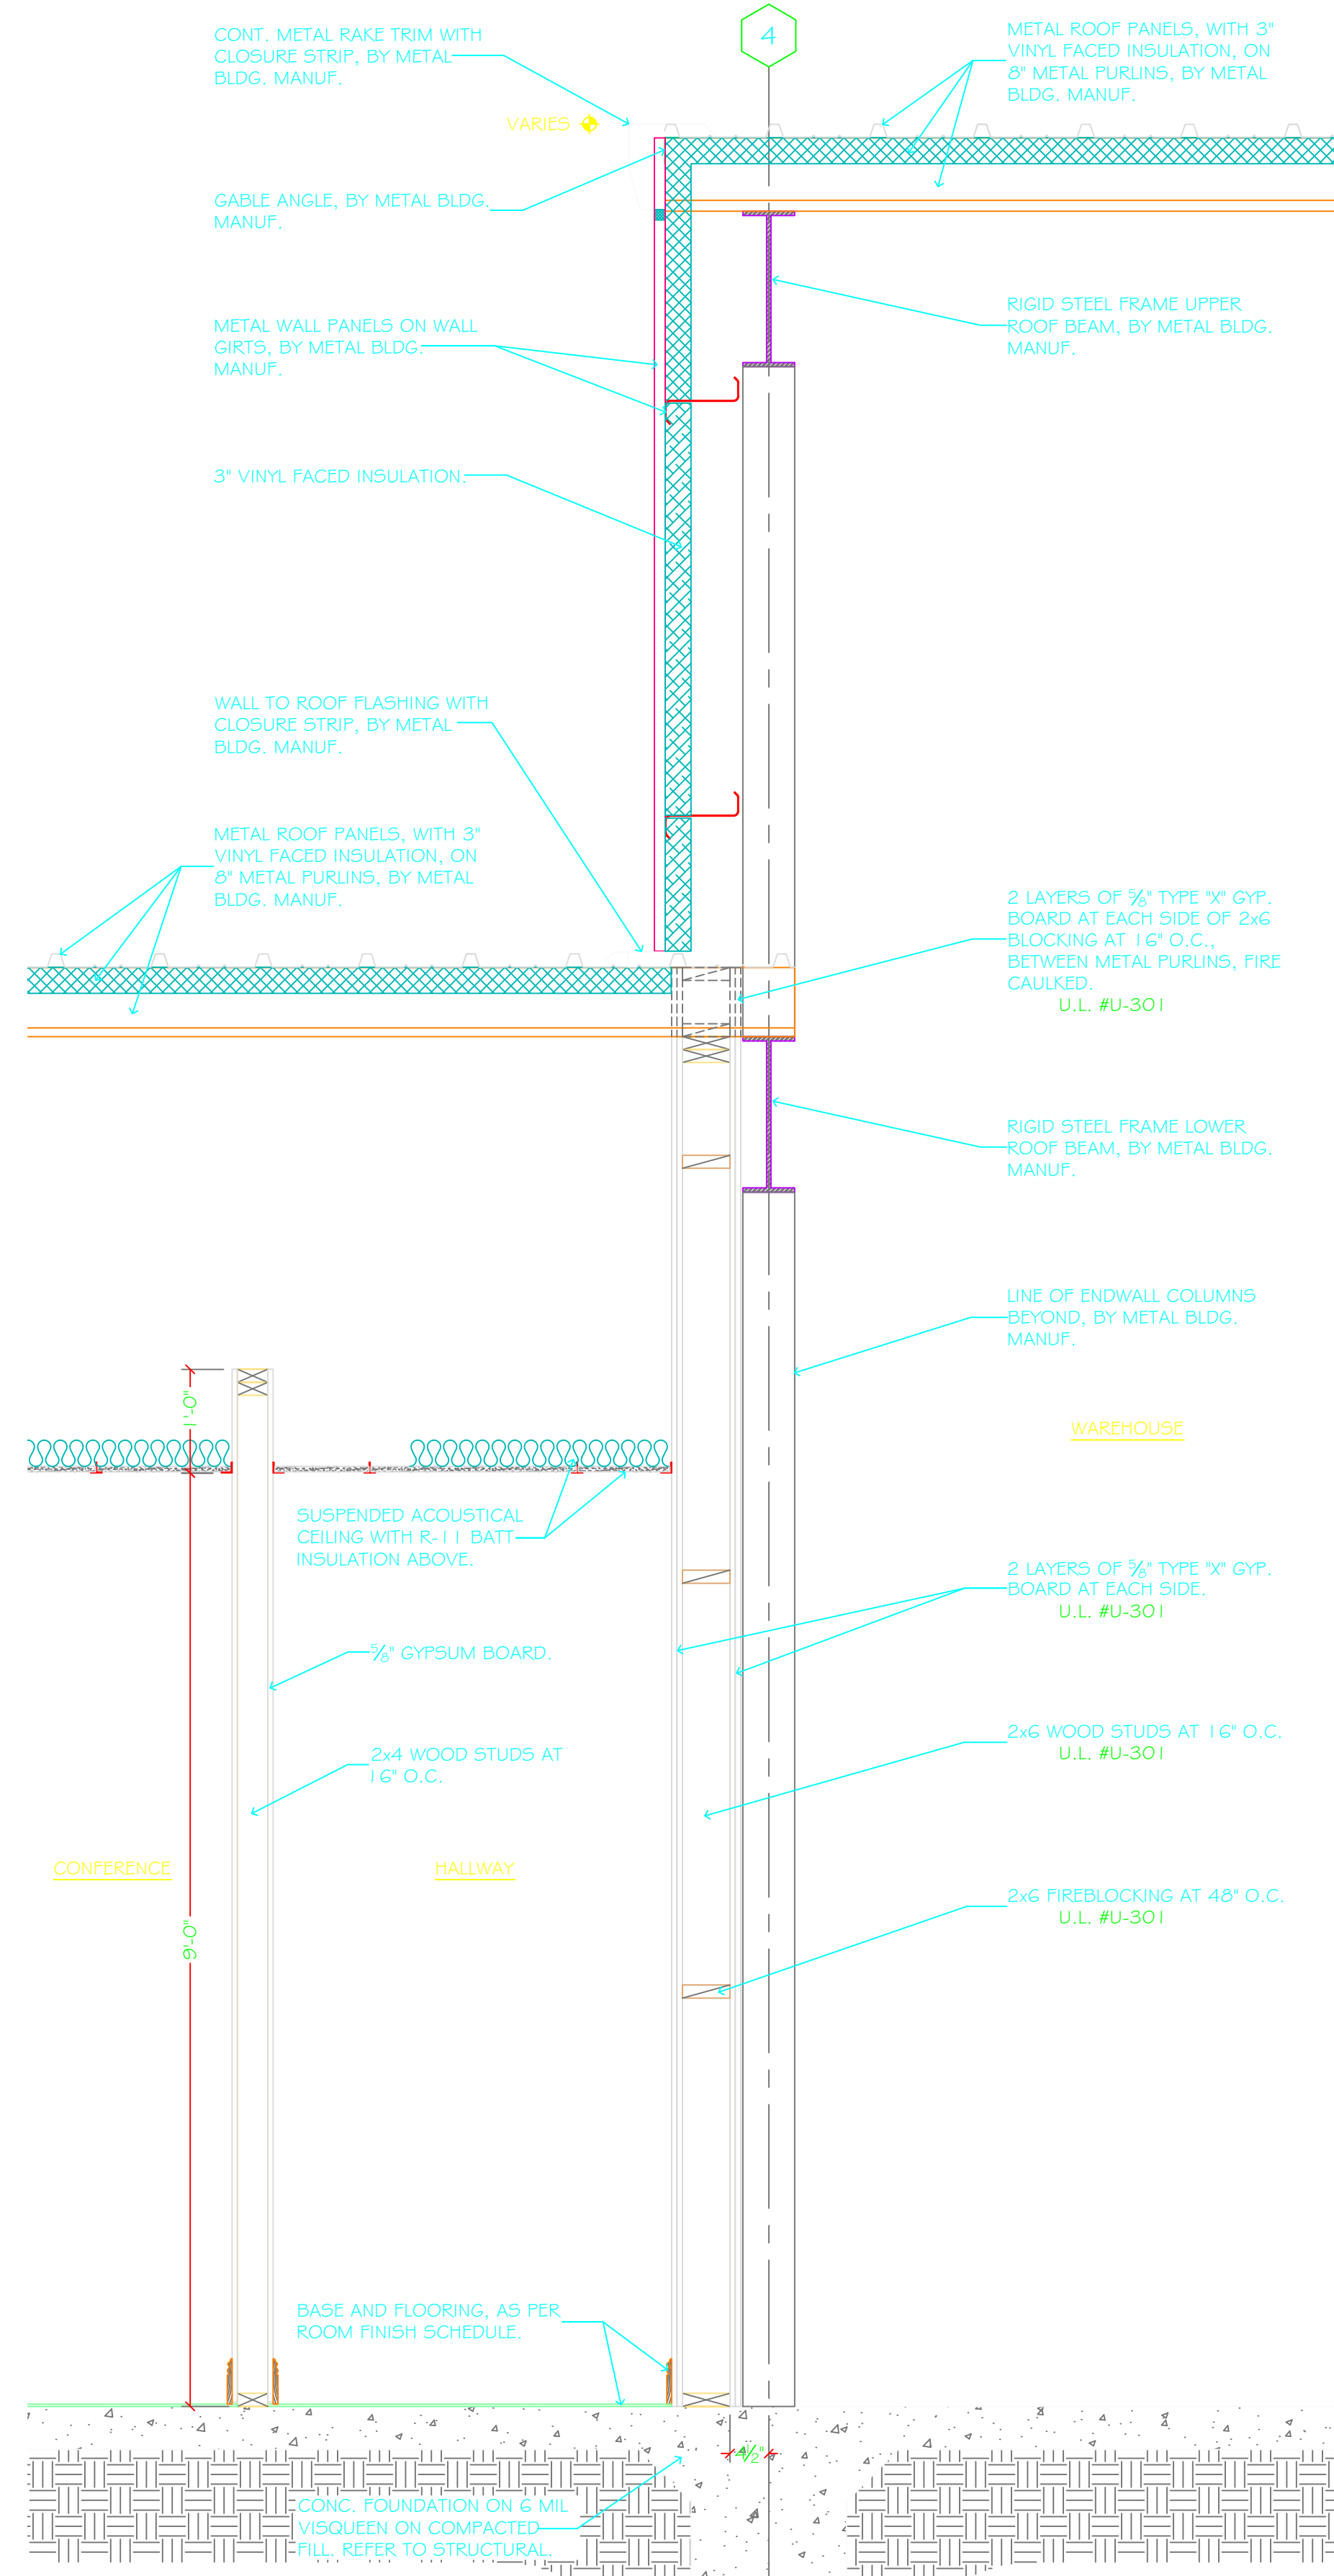 CONT. METAL RAKE TRIM WITH
CLOSURE STRIP, BY METAL
BLDG. MANUF.
4
METAL ROOF PANELS, WITH 3"
VINYL FACED INSULATION, ON
8" METAL PURLINS, BY METAL
BLDG. MANUF.
VARIES
GABLE ANGLE, BY METAL BLDG.
MANUF.
RIGID STEEL FRAME UPPER
ROOF BEAM, BY METAL BLDG.
MANUF.
METAL WALL PANELS ON WALL
GIRTS, BY METAL BLDG.
MANUF.
3" VINYL FACED INSULATION.
WALL TO ROOF FLASHING WITH
CLOSURE STRIP, BY METAL
BLDG. MANUF.
METAL ROOF PANELS, WITH 3"
VINYL FACED INSULATION, ON
8" METAL PURLINS, BY METAL
BLDG. MANUF.
2 LAYERS OF 5/8" TYPE "X" GYP.
BOARD AT EACH SIDE OF 2x6
BLOCKING AT 16" O.C.,
BETWEEN METAL PURLINS, FIRE
CAULKED.
U.L. #U-301
RIGID STEEL FRAME LOWER
ROOF BEAM, BY METAL BLDG.
MANUF.
LINE OF ENDWALL COLUMNS
BEYOND, BY METAL BLDG.
MANUF.
1'-0"
WAREHOUSE
SUSPENDED ACOUSTICAL
CEILING WITH R-11 BATT
INSULATION ABOVE.
2 LAYERS OF 5/8" TYPE "X" GYP.
BOARD AT EACH SIDE.
U.L. #U-301
5/8" GYPSUM BOARD.
2x6 WOOD STUDS AT 16" O.C.
U.L. #U-301
2x4 WOOD STUDS AT
16" O.C.
CONFERENCE
HALLWAY
2x6 FIREBLOCKING AT 48" O.C.
U.L. #U-301
9'-0"
BASE AND FLOORING, AS PER
ROOM FINISH SCHEDULE.
4 1/2"
CONC. FOUNDATION ON 6 MIL
VISQUEEN ON COMPACTED
FILL. REFER TO STRUCTURAL.